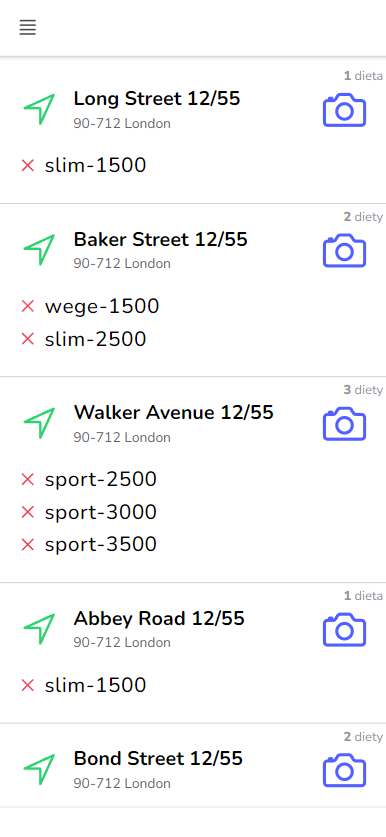 1 dieta
Long Street 12/55
90-712 London
slim-1500
2 diety
Baker Street 12/55
90-712 London
wege-1500
slim-2500
3 diety
Walker Avenue 12/55
90-712 London
sport-2500
sport-3000
sport-3500
1 dieta
Abbey Road 12/55
90-712 London
slim-1500
2 diety
Bond Street 12/55
90-712 London